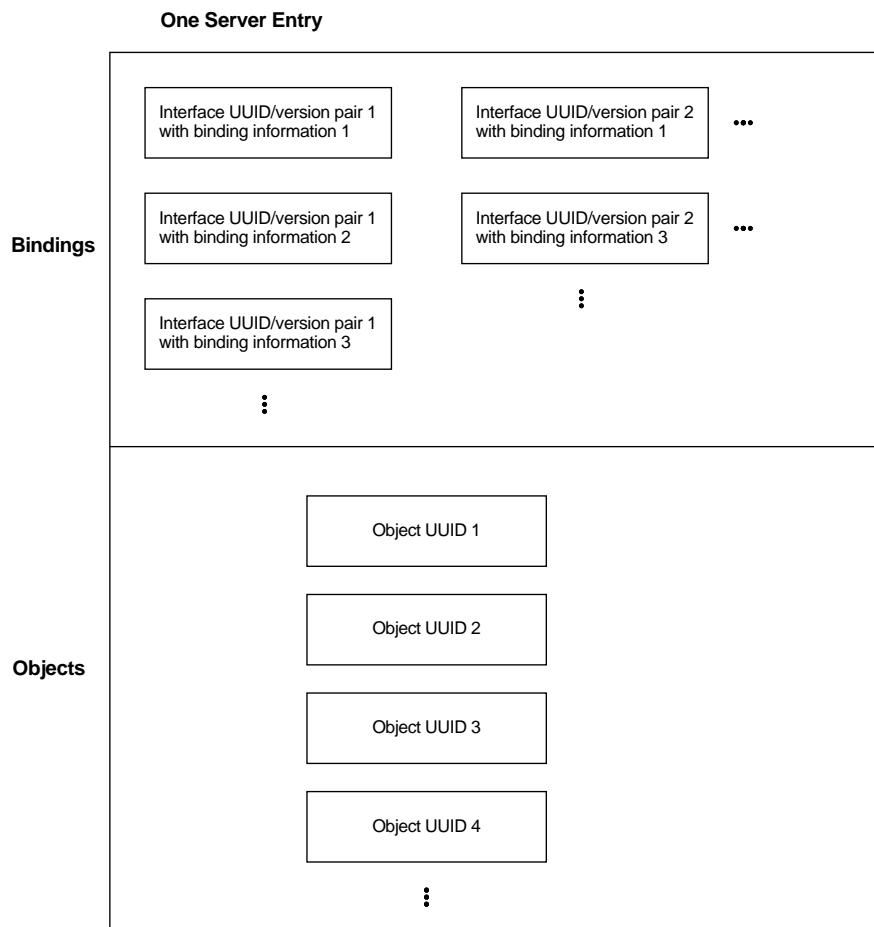 One Server Entry
Interface UUID/version pair 1
with binding information 1
Interface UUID/version pair 2
with binding information 1
Bindings
Interface UUID/version pair 1
with binding information 2
Interface UUID/version pair 2
with binding information 3
Interface UUID/version pair 1
with binding information 3
Objects
Object UUID 1
Object UUID 2
Object UUID 3
Object UUID 4